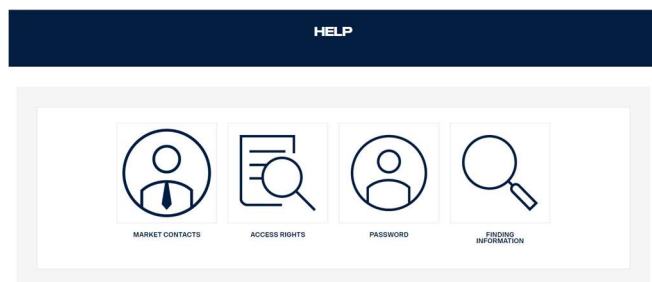 HELP
MARKET CONTACTS
ACCESS RIGHTS
PASSWORD
FINDING
INFORMATION